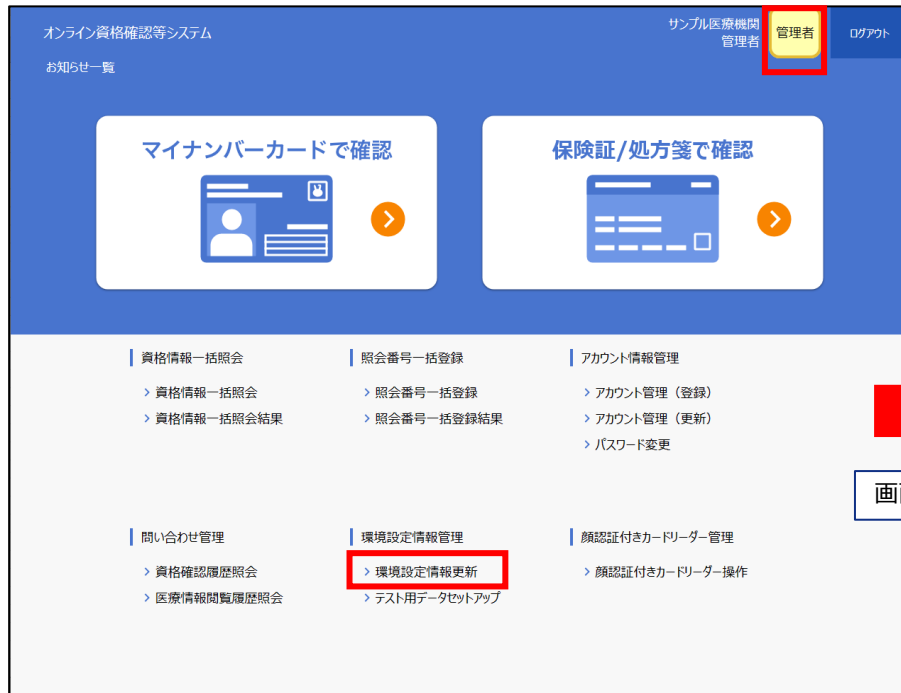 オンライン資格確認等システム
サンプル医療機関
管理者
管理者
ログアウト
お知らせ一覧
マイナンバーカードで確認
保険証/処方箋で確認
資格情報一括照会
資格情報一括照会
資格情報一括照会結果
照会番号一括登録
照会番号一括登録
照会番号一括登録結果
アカウント情報管理
アカウント管理（登録）
アカウント管理（更新）
パスワード変更
問い合わせ管理
資格確認履歴照会
医療情報閲覧履歴照会
環境設定情報管理
環境設定情報更新
テスト用データセットアップ
顔認証付きカードリーダー管理
顔認証付きカードリーダー操作